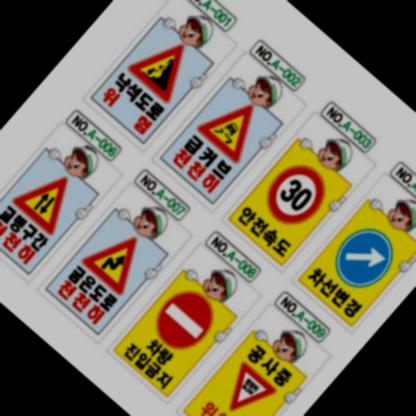 NO.A-001
낙석도로
위 험
NO.A-002
급커브
천천히
NO.A-003
30
안전속도
차선변경
NO.A-006
교통구간
천천히
NO.A-007
굽은도로
천천히
NO.A-008
차량
진입금지
NO.A-009
공사중